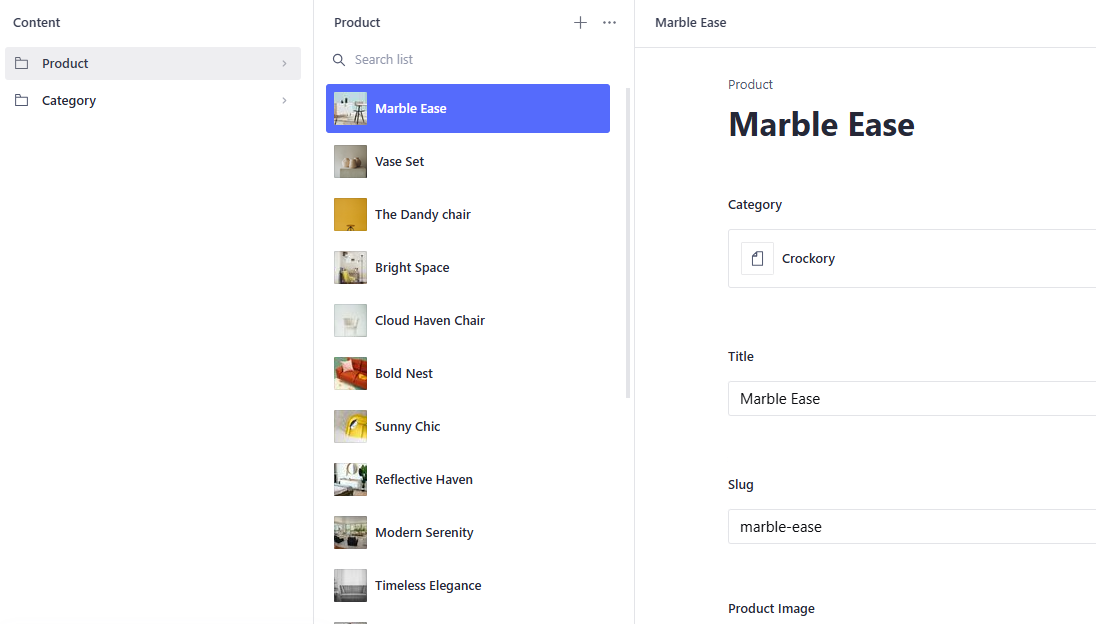 Content
Product
Category
Product
Search list
Marble Ease
Vase Set
The Dandy chair
Bright Space
Cloud Haven Chair
Bold Nest
Sunny Chic
Reflective Haven
Modern Serenity
Timeless Elegance
Marble Ease
Product
Marble Ease
Category
Crockory
Title
Marble Ease
Slug
marble-ease
Product Image